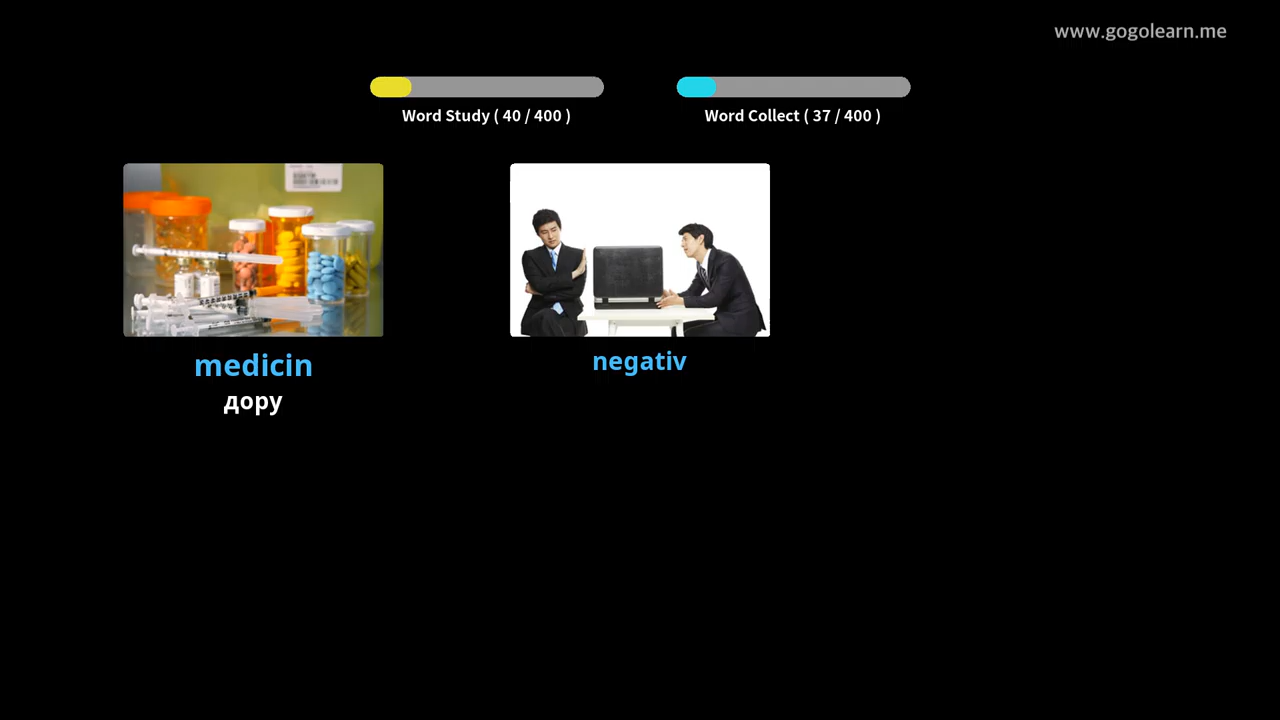 www.gogolearn.me
Word Study ( 40 / 400 )
Word Collect ( 37 / 400 )
medicin
дору
negativ